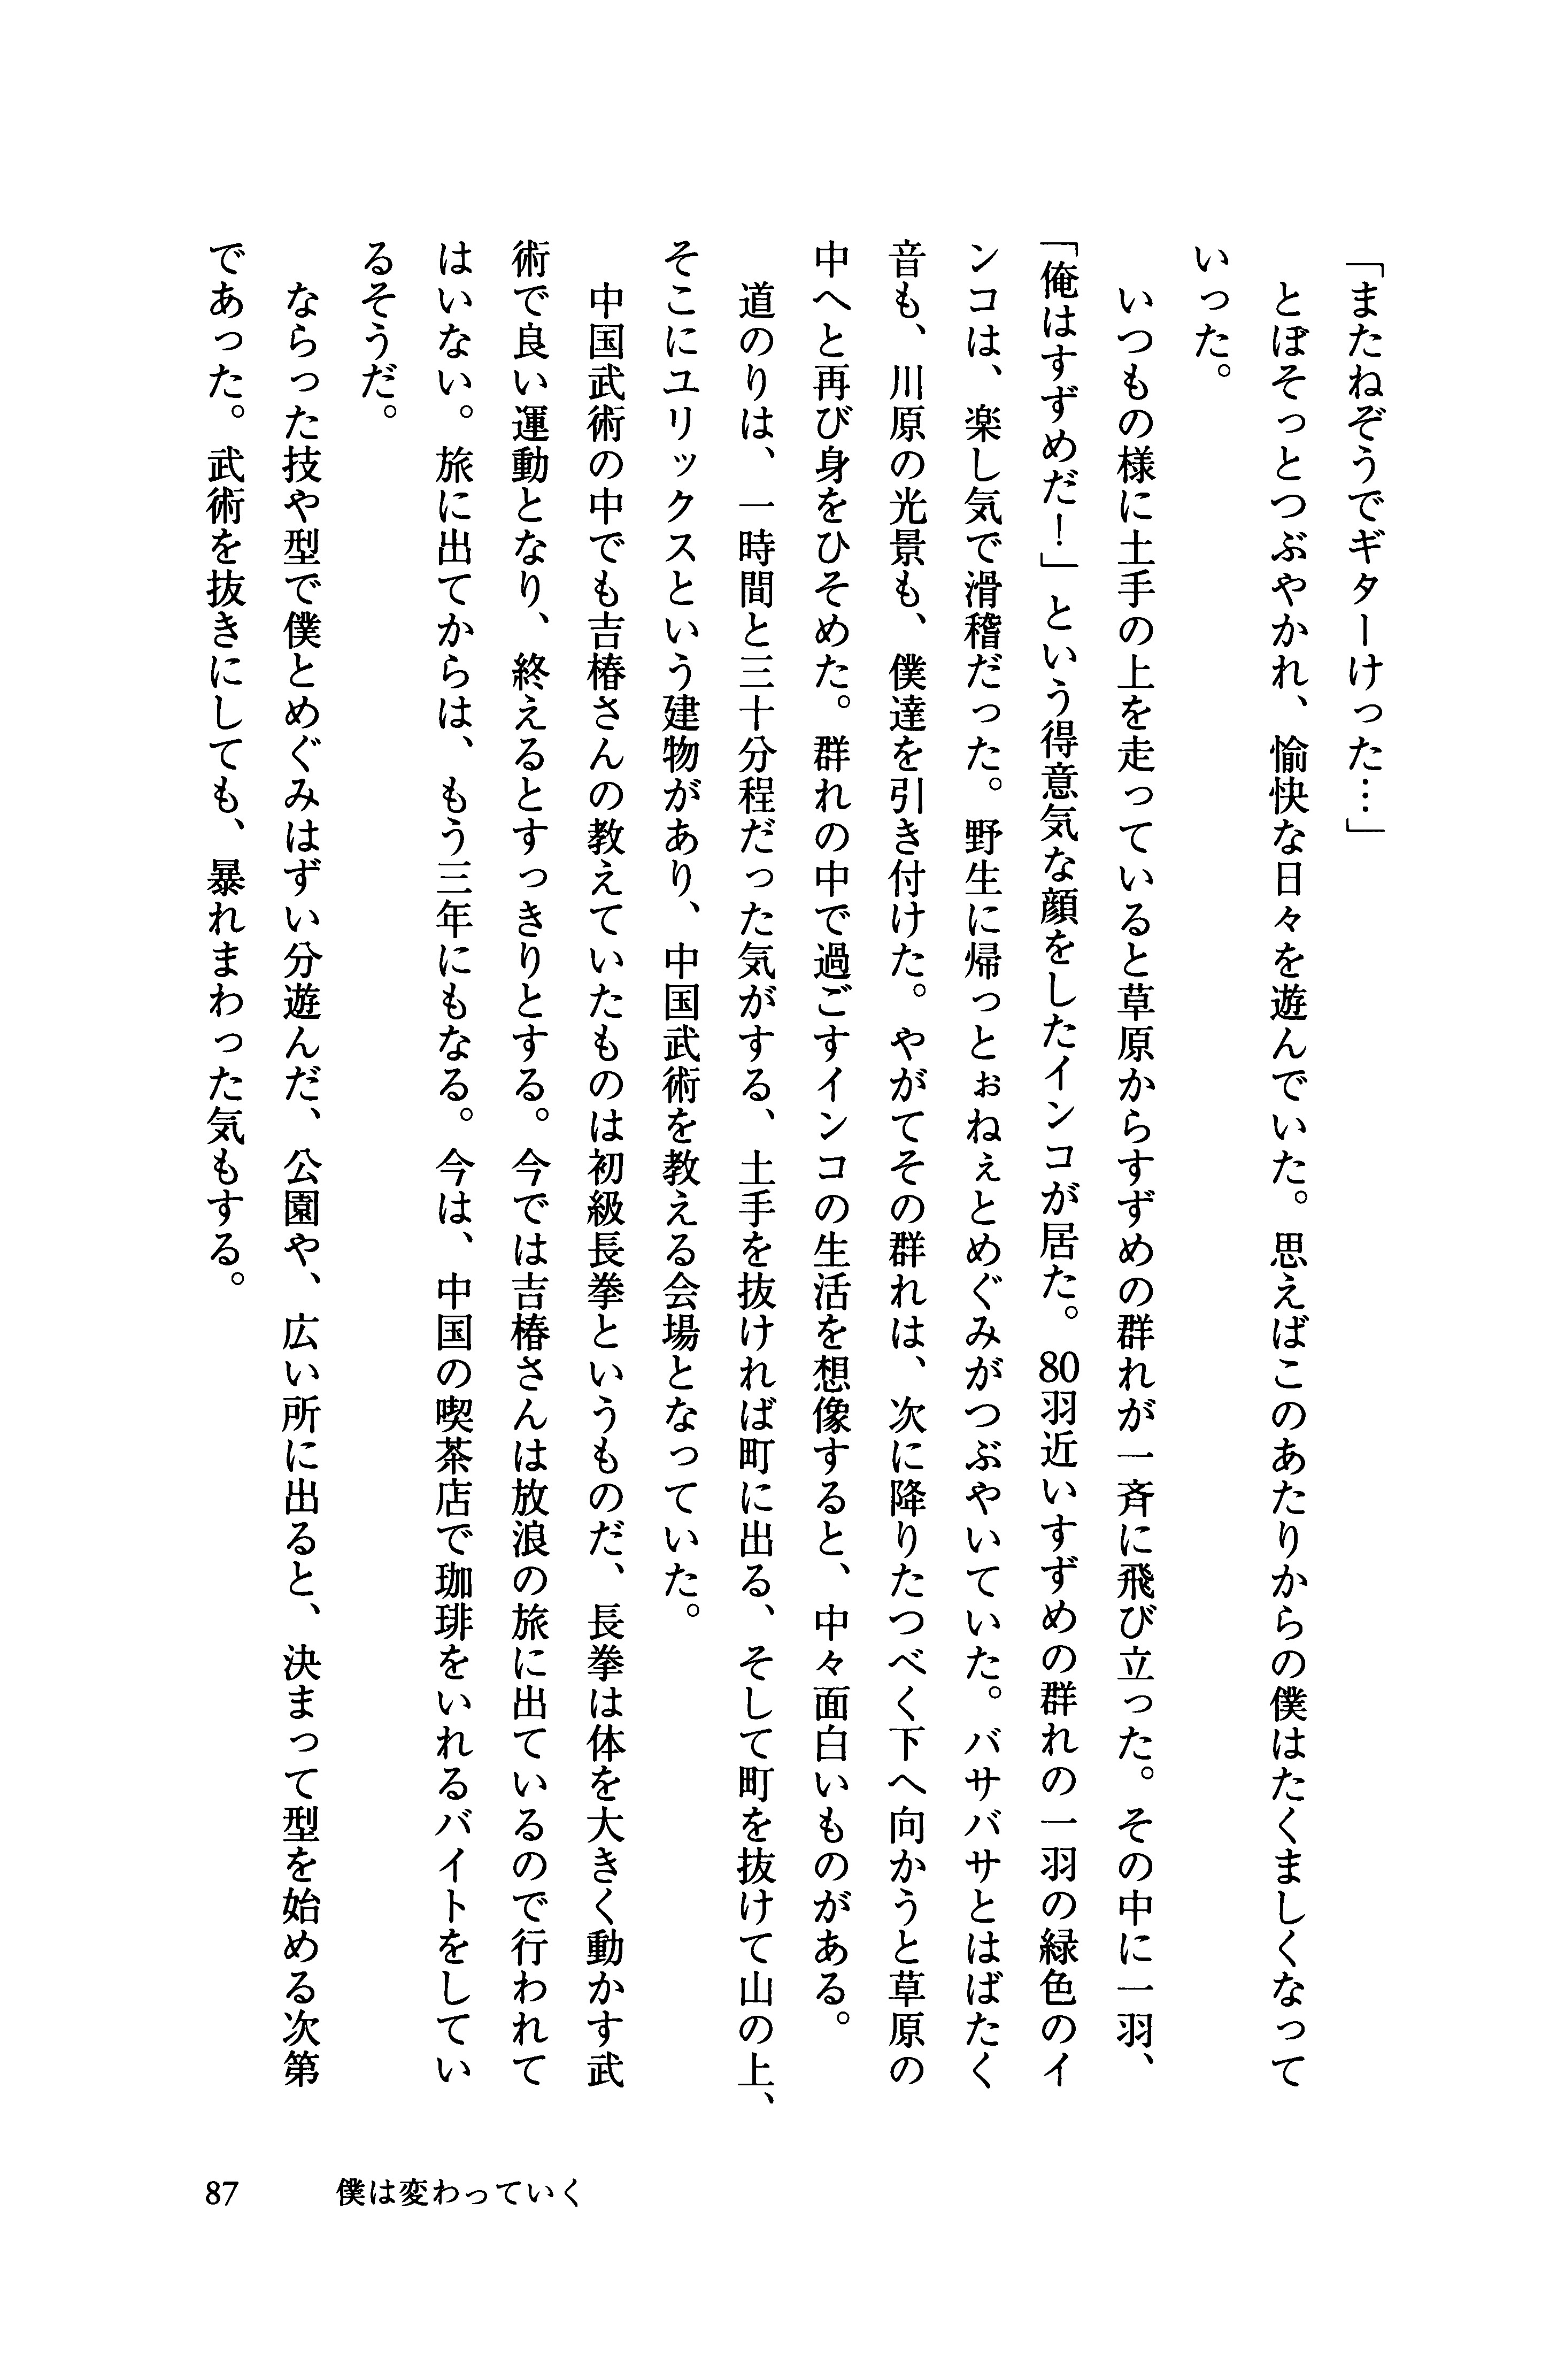 「またねぞうでギターけった…」
　とぼそっとつぶやかれ、愉快な日々を遊んでいた。思えばこのあたりからの僕はたくましくなって
いった。
　いつもの様に土手の上を走っていると草原からすずめの群れが一斉に飛び立った。その中に一羽、
「俺はすずめだ！」という得意気な顔をしたインコが居た。80羽近いすずめの群れの一羽の緑色のイ
ンコは、楽し気で滑稽だった。野生に帰っとぉねぇとめぐみがつぶやいていた。バサバサとはばたく
音も、川原の光景も、僕達を引き付けた。やがてその群れは、次に降りたつべく下へ向かうと草原の
中へと再び身をひそめた。群れの中で過ごすインコの生活を想像すると、中々面白いものがある。
　道のりは、一時間と三十分程だった気がする、土手を抜ければ町に出る、そして町を抜けて山の上、
そこにユリックスという建物があり、中国武術を教える会場となっていた。
　中国武術の中でも吉椿さんの教えていたものは初級長拳というものだ、長拳は体を大きく動かす武
術で良い運動となり、終えるとすっきりとする。今では吉椿さんは放浪の旅に出ているので行われて
はいない。旅に出てからは、もう三年にもなる。今は、中国の喫茶店で珈琲をいれるバイトをしてい
るそうだ。
　ならった技や型で僕とめぐみはずい分遊んだ、公園や、広い所に出ると、決まって型を始める次第
であった。武術を抜きにしても、暴れまわった気もする。
87　僕は変わっていく